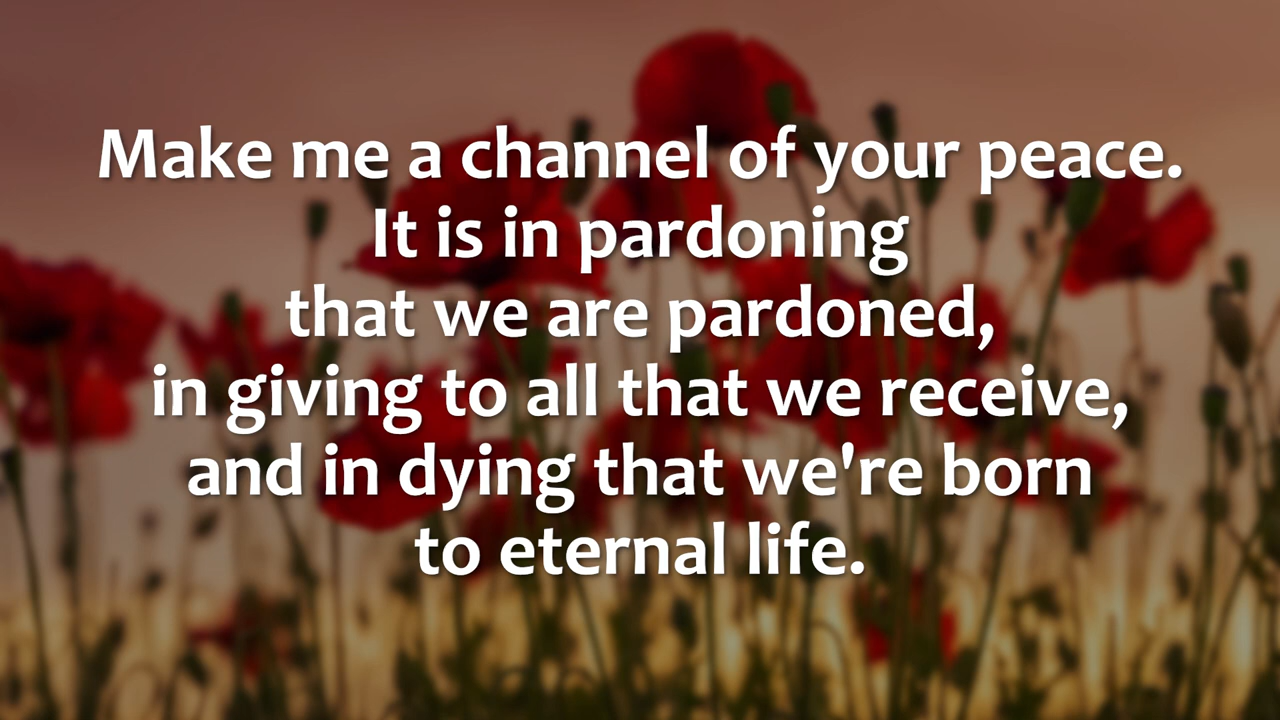 Make me a channel of your peace.
It is in pardoning
that we are pardoned,
in giving to all that we receive,
and in dying that we're born
to eternal life.